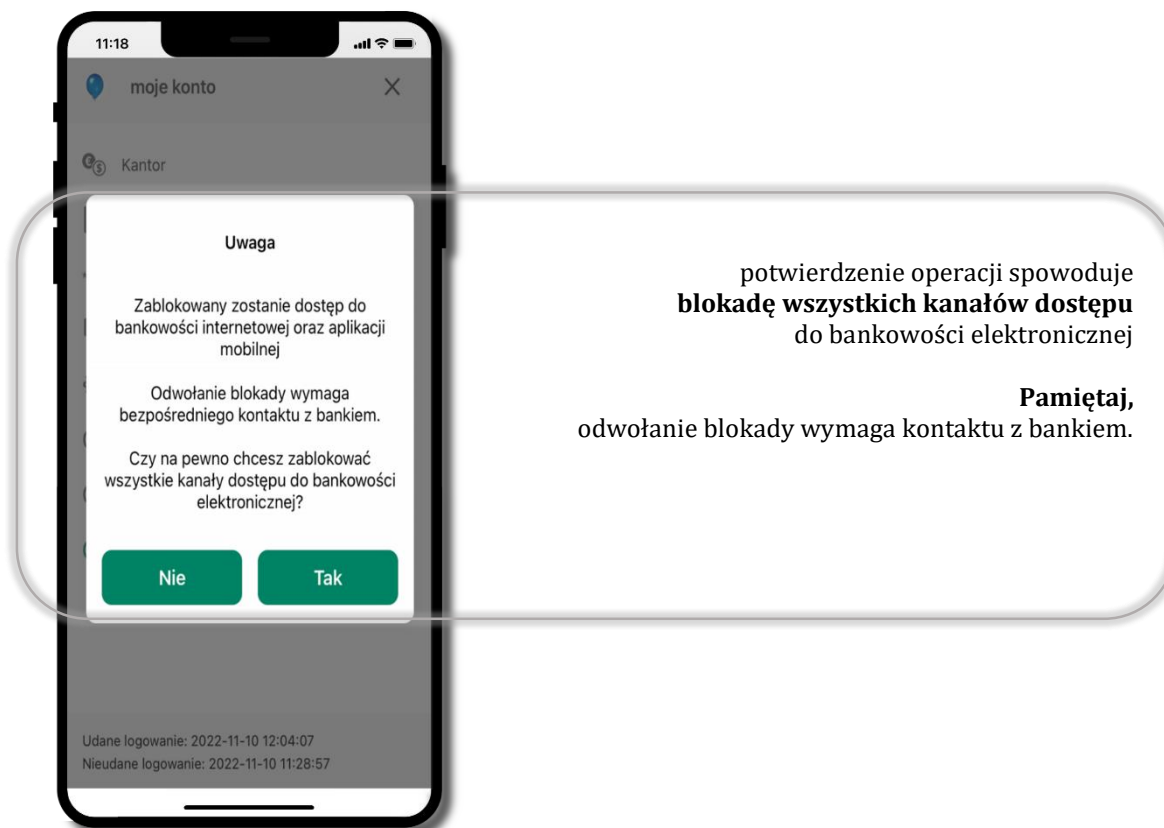 11:18
moje konto
Kantor
Uwaga
Zablokowany zostanie dostęp do
bankowości internetowej oraz aplikacji
mobilnej
Odwołanie blokady wymaga
bezpośredniego kontaktu z bankiem.
Czy na pewno chcesz zablokować
wszystkie kanały dostępu do bankowości
elektronicznej?
Nie
Tak
Udane logowanie: 2022-11-10 12:04:07
Nieudane logowanie: 2022-11-10 11:28:57
potwierdzenie operacji spowoduje
blokadę wszystkich kanałów dostępu
do bankowości elektronicznej
Pamiętaj,
odwołanie blokady wymaga kontaktu z bankiem.